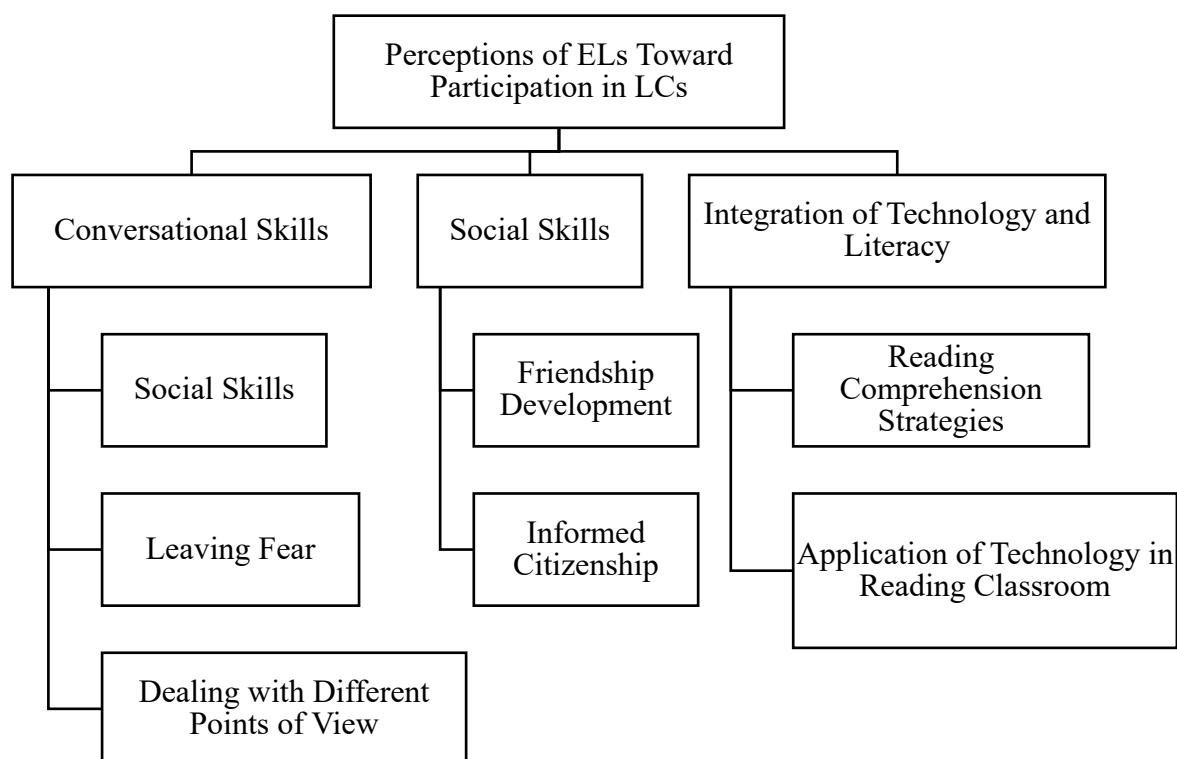 Perceptions of ELs Toward
Participation in LCs
Conversational Skills
Social Skills
Leaving Fear
Dealing with Different
Points of View
Social Skills
Friendship
Development
Informed
Citizenship
Integration of Technology and
Literacy
Reading
Comprehension
Strategies
Application of Technology in
Reading Classroom